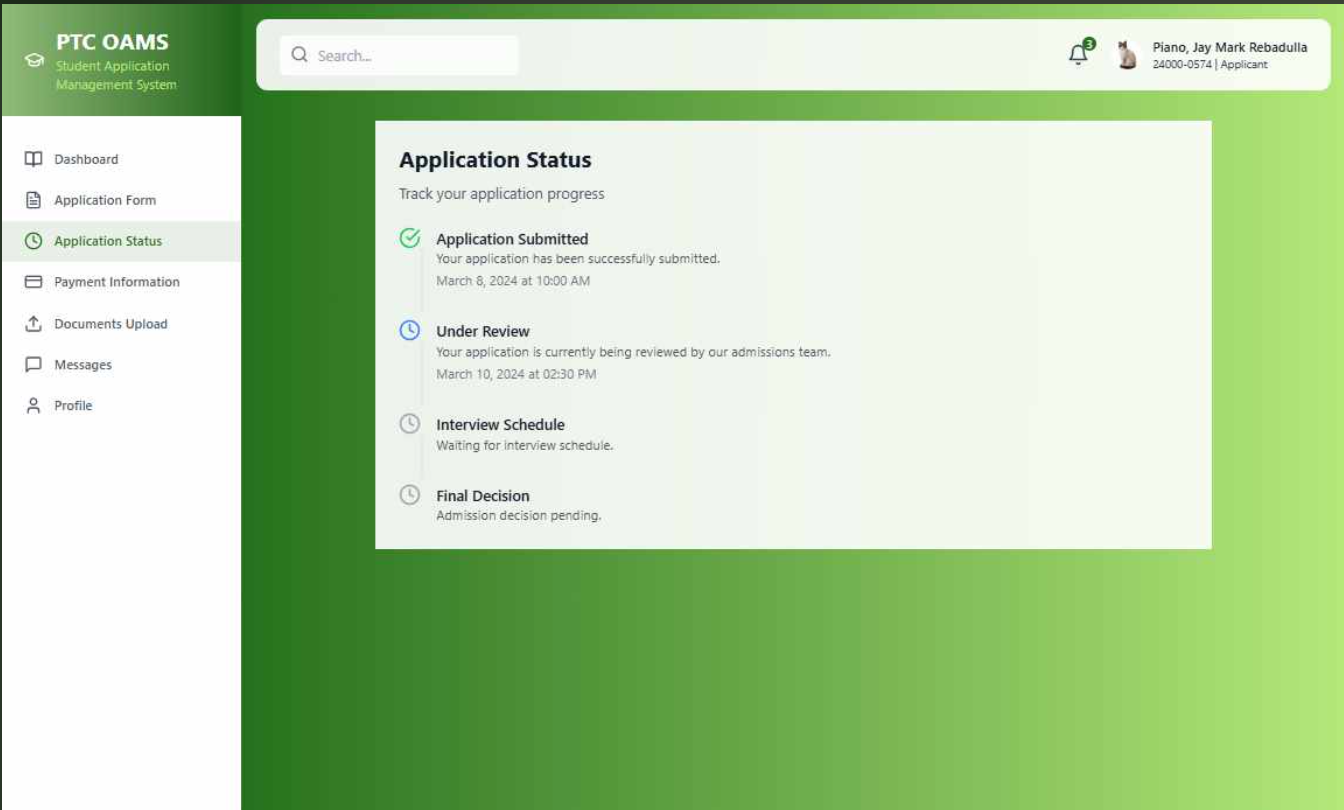 PTC OAMS
Student Application
Management System
Search...
3
Piano, Jay Mark Rebadulla
24000-0574 | Applicant
Dashboard
Application Form
Application Status
Payment Information
Documents Upload
Messages
Profile
Application Status
Track your application progress
Application Submitted
Your application has been successfully submitted.
March 8, 2024 at 10:00 AM
Under Review
Your application is currently being reviewed by our admissions team.
March 10, 2024 at 02:30 PM
Interview Schedule
Waiting for interview schedule.
Final Decision
Admission decision pending.